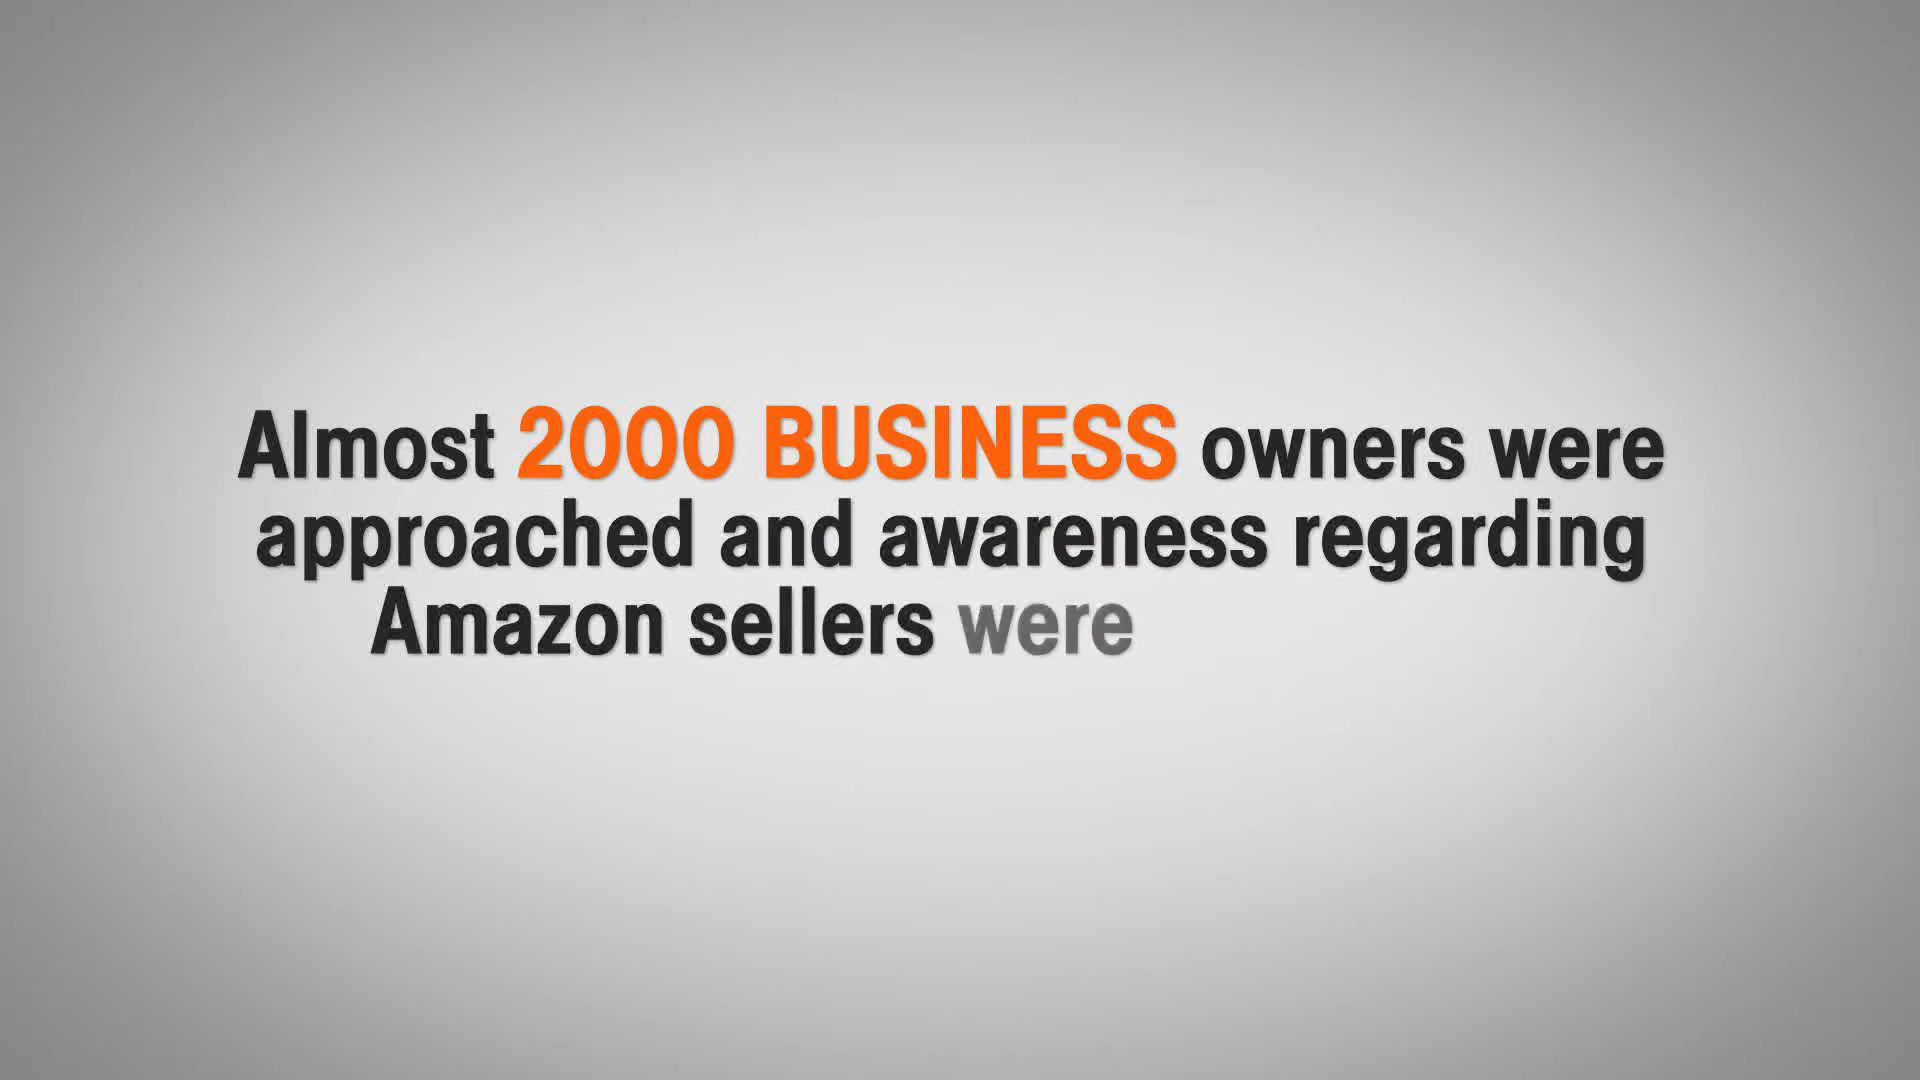 Almost 2000 BUSINESS owners were
approached and awareness regarding
Amazon sellers were